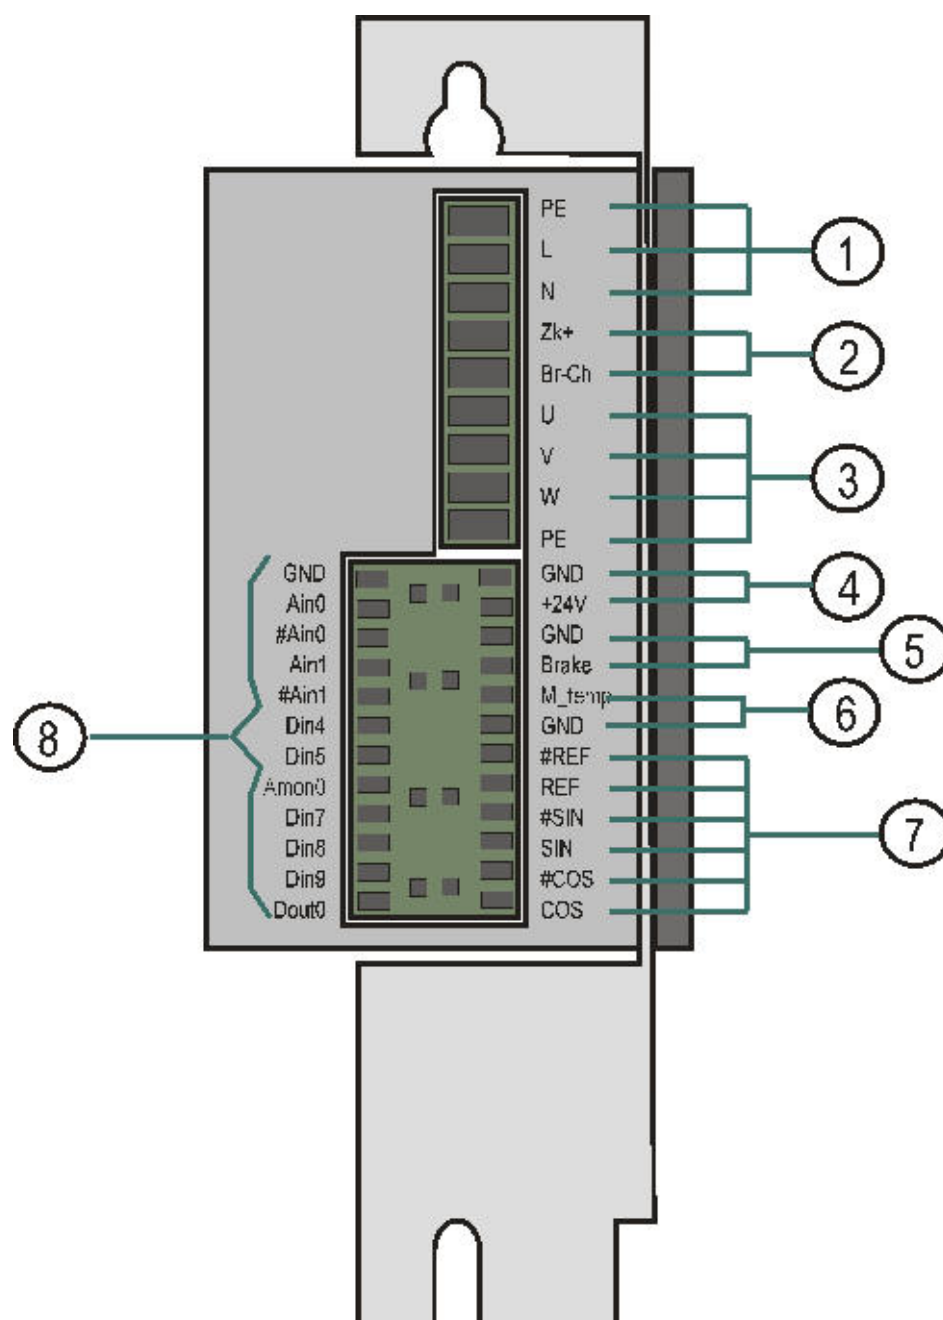 PE
L
1
N
Zk+
2
Br-Ch
U
V
3
W
PE
GND
GND
4
Ain0
+24V
#Ain0
GND
5
Ain1
Brake
#Ain1
M_temp
6
Din4
GND
8
Din5
#REF
Amon0
REF
Din7
#SIN
7
Din8
SIN
Din9
#COS
Dout0
COS